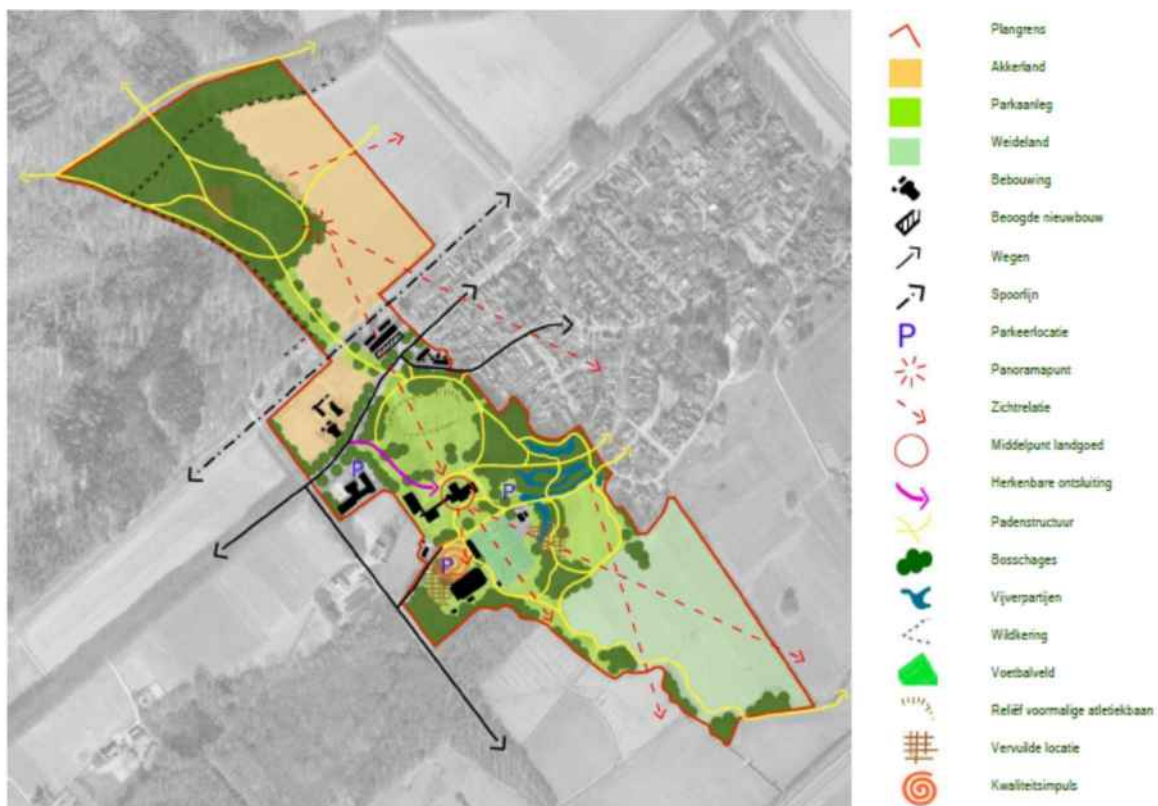 Plangrens
Akkerland
Parkaanleg
Weideland
Bebouwing
Beoogde nieuwbouw
Wegen
Spoorlijn
P Parkeerlocatie
Panoramapunt
Zichtrelatie
Middelpunt landgoed
Herkenbare ontsluiting
Padenstructuur
Bosschages
Vijverpartijen
Wildkering
Voetbalveld
Reliëf voormalige atletiekbaan
Vervuilde locatie
Kwaliteitsimpuls
P
P
P